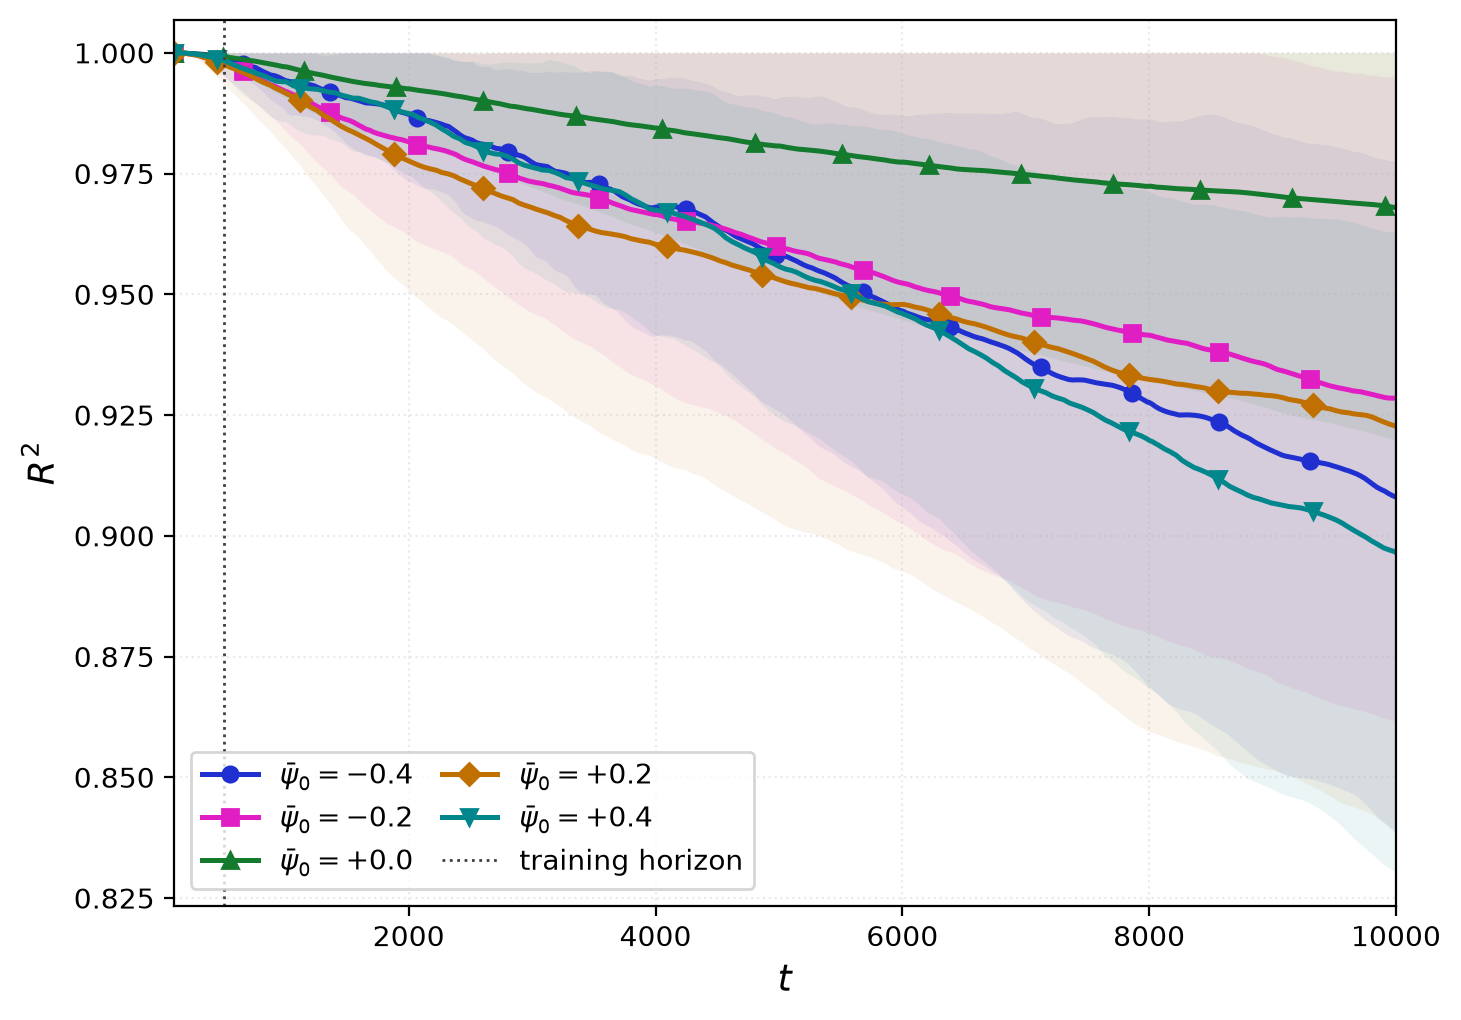 1.000
0.975
0.950
0.925
0.900
0.875
0.850
0.825
R²
ψ̄₀ = −0.4
ψ̄₀ = −0.2
ψ̄₀ = +0.0
ψ̄₀ = +0.2
ψ̄₀ = +0.4
training horizon
2000 4000 6000 8000 10000
t